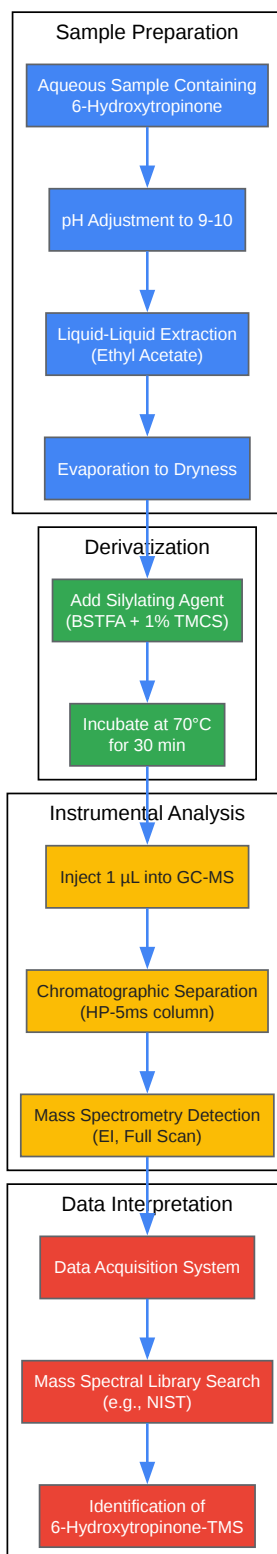 Sample Preparation
Aqueous Sample Containing
6-Hydroxytropinone
pH Adjustment to 9-10
Liquid-Liquid Extraction
(Ethyl Acetate)
Evaporation to Dryness
Derivatization
Add Silylating Agent
(BSTFA + 1% TMCS)
Incubate at 70°C
for 30 min
Instrumental Analysis
Inject 1 µL into GC-MS
Chromatographic Separation
(HP-5ms column)
Mass Spectrometry Detection
(EI, Full Scan)
Data Interpretation
Data Acquisition System
Mass Spectral Library Search
(e.g., NIST)
Identification of
6-Hydroxytropinone-TMS